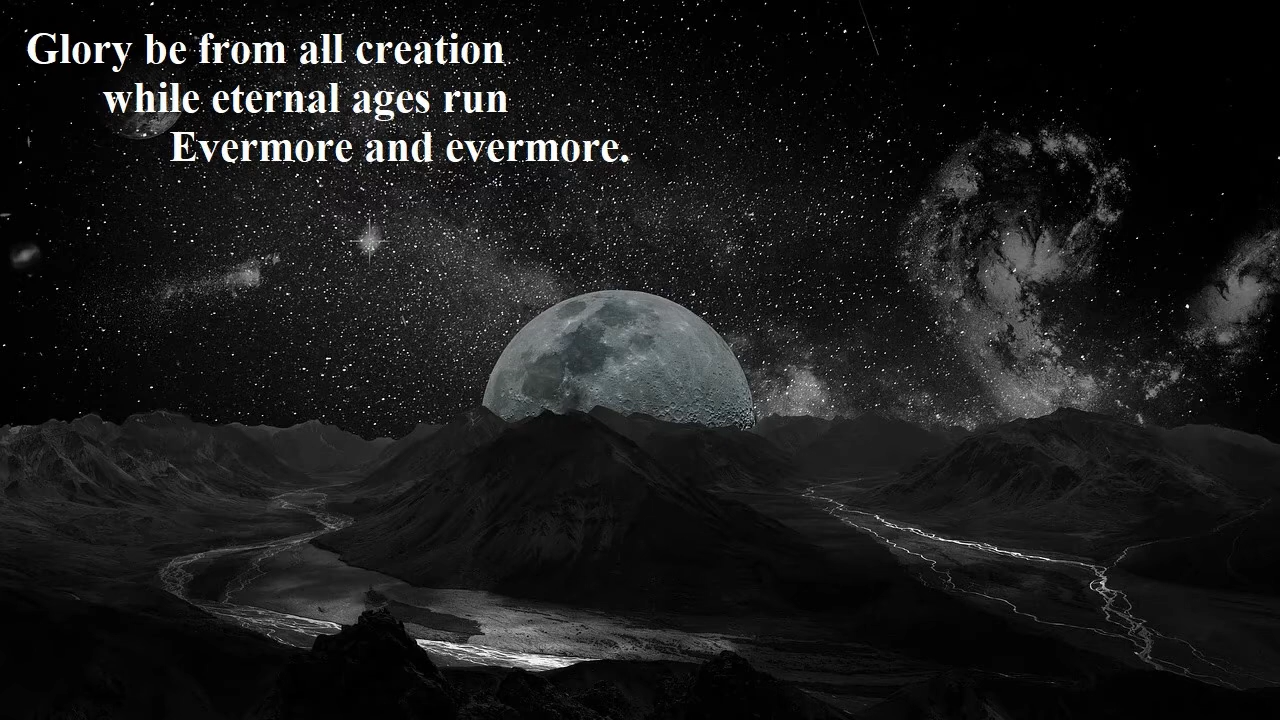 Glory be from all creation
while eternal ages run
Evermore and evermore.